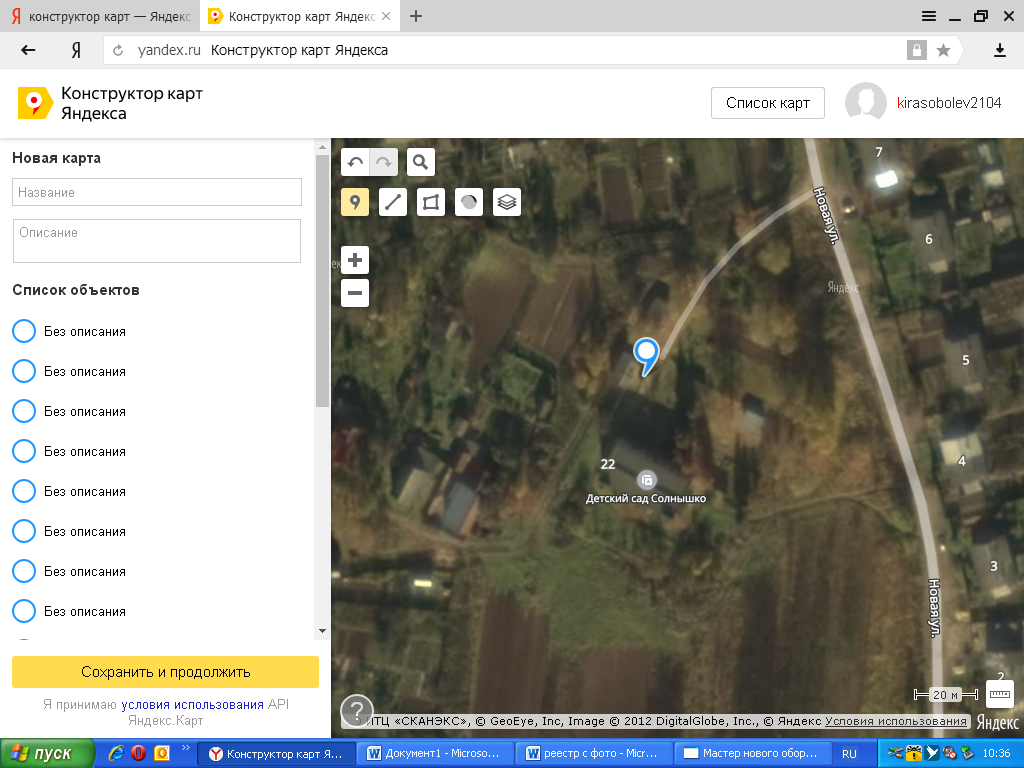 конструктор карт — Яндекс
Конструктор карт Яндекс
yandex.ru Конструктор карт Яндекса
Конструктор карт
Яндекса
Список карт
kirasobolev2104
Новая карта
Название
Описание
Список объектов
Без описания
Без описания
Без описания
Без описания
Без описания
Без описания
Без описания
Без описания
Сохранить и продолжить
Я принимаю условия использования API
Яндекс.Карт
7
Новая ул.
6
Яндекс
5
22
4
Детский сад Солнышко
3
Новая ул.
2
20 м
?
ИТЦ «СКАНЭКС», © GeoEye, Inc, Image © 2012 DigitalGlobe, Inc., © Яндекс Условия использования
Яндекс
пуск
Конструктор карт Я...
Документ1 - Microso...
реестр с фото - Micr...
Мастер нового обор...
RU
10:36